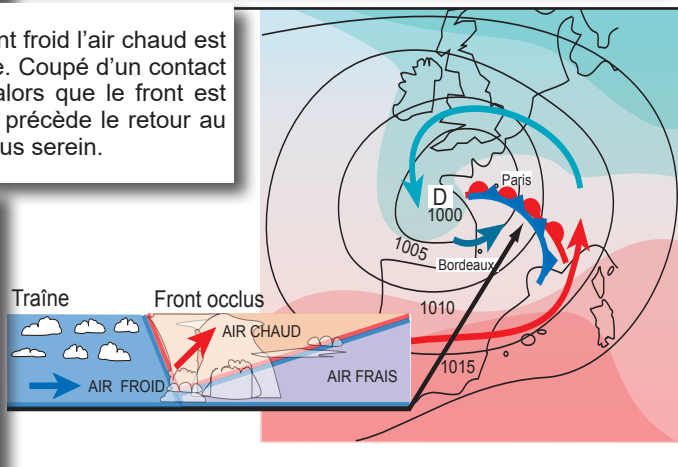 nt froid l'air chaud est
e. Coupé d'un contact
alors que le front est
précède le retour au
us serein.
Paris
D
1000
1005
Bordeaux
1010
1015
Traîne
Front occlus
AIR CHAUD
AIR FROID
AIR FRAIS